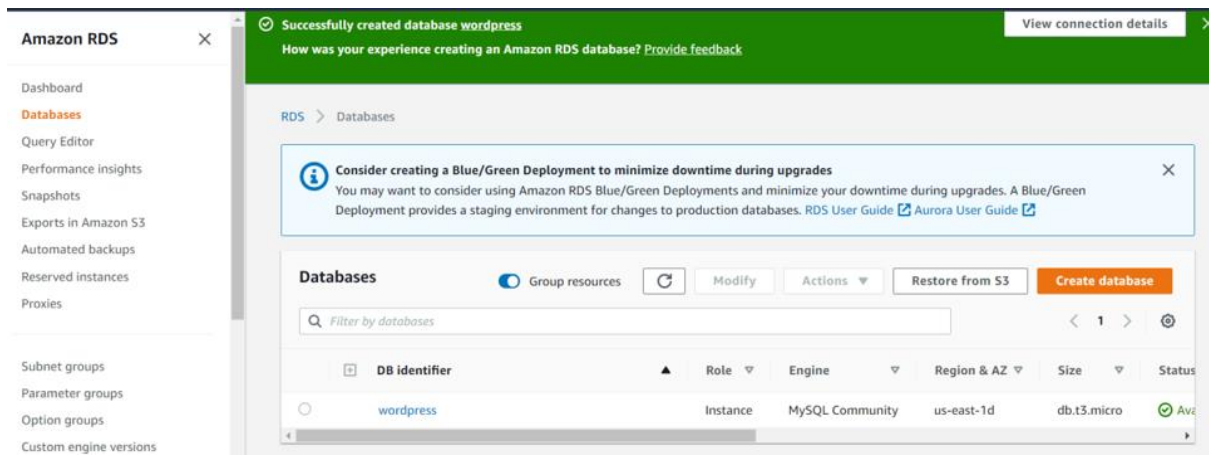 Amazon RDS
Dashboard
Databases
Query Editor
Performance insights
Snapshots
Exports in Amazon S3
Automated backups
Reserved instances
Proxies
Subnet groups
Parameter groups
Option groups
Custom engine versions
Successfully created database wordpress
View connection details
How was your experience creating an Amazon RDS database? Provide feedback
RDS > Databases
Consider creating a Blue/Green Deployment to minimize downtime during upgrades
You may want to consider using Amazon RDS Blue/Green Deployments and minimize your downtime during upgrades. A Blue/Green
Deployment provides a staging environment for changes to production databases. RDS User Guide Aurora User Guide
Databases Group resources Modify Actions Restore from S3 Create database
Filter by databases 1
DB identifier Role Engine Region & AZ Size Status
wordpress Instance MySQL Community us-east-1d db.t3.micro Ava